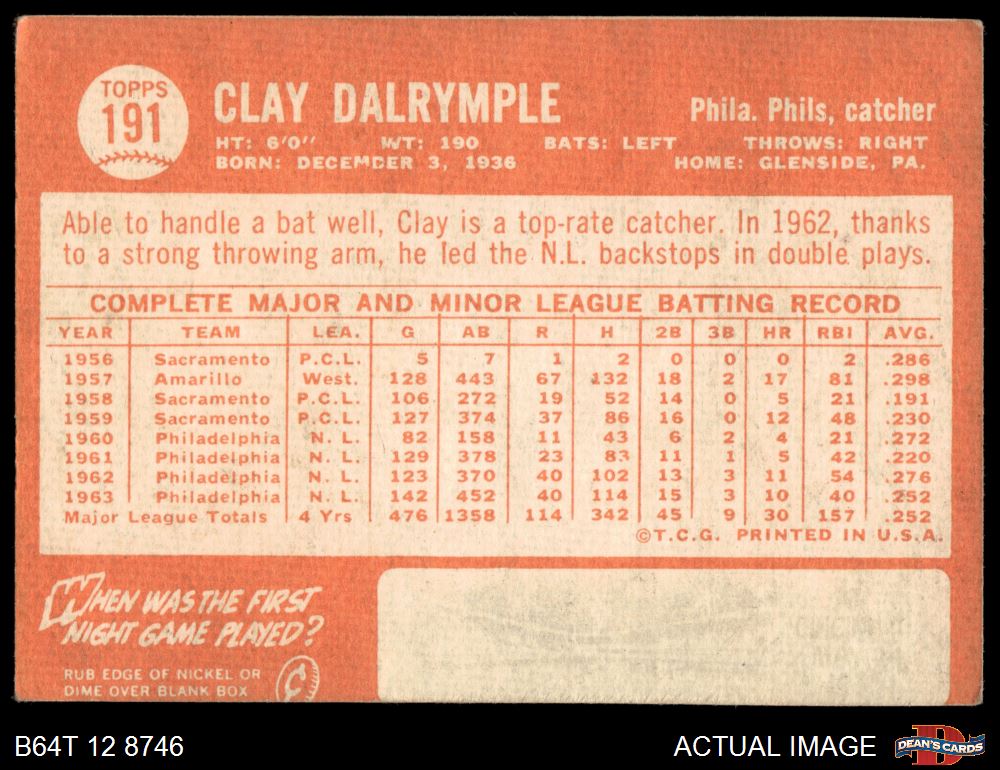 TOPPS
191
CLAY DALRYMPLE
Phila. Phils, catcher
HT: 6'0" WT: 190 BATS: LEFT THROWS: RIGHT
BORN: DECEMBER 3, 1936 HOME: GLENSIDE, PA.
Able to handle a bat well, Clay is a top-rate catcher. In 1962, thanks
to a strong throwing arm, he led the N.L. backstops in double plays.
COMPLETE MAJOR AND MINOR LEAGUE BATTING RECORD
YEAR TEAM LEA. G AB R H 2B 3B HR RBI AVG.
1956 Sacramento P.C.L. 5 7 1 2 0 0 0 2 .286
1957 Amarillo West. 128 443 67 132 18 2 17 81 .298
1958 Sacramento P.C.L. 106 272 19 52 14 0 5 21 .191
1959 Sacramento P.C.L. 127 374 37 86 16 0 12 48 .230
1960 Philadelphia N. L. 82 158 11 43 6 2 4 21 .272
1961 Philadelphia N. L. 129 378 23 83 11 1 5 42 .220
1962 Philadelphia N. L. 123 370 40 102 13 3 11 54 .276
1963 Philadelphia N. L. 142 452 40 114 15 3 10 40 .252
Major League Totals 4 Yrs 476 1358 114 342 45 9 30 157 .252
©T.C.G. PRINTED IN U.S.A.
WHEN WAS THE FIRST
NIGHT GAME PLAYED?
RUB EDGE OF NICKEL OR
DIME OVER BLANK BOX
B64T 12 8746
ACTUAL IMAGE
DEAN'S CARDS